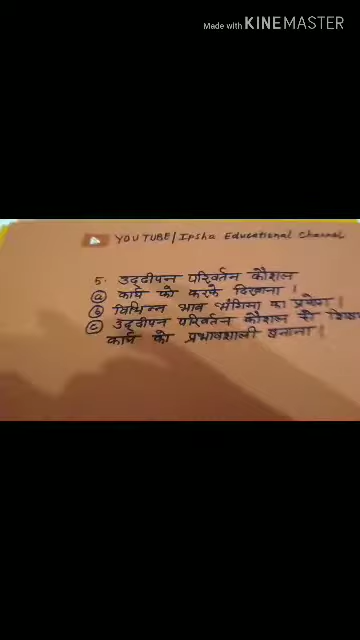 Made with KINEMASTER
YOUTUBE/Ipsha Educational Channel
5. उद्दीपन परिवर्तन कौशल
(a) कार्य को करके दिखाना।
(b) विभिन्न भाव भंगिमा का प्रयोग।
(c) उद्दीपन परिवर्तन कौशल से
कार्य को प्रभावशाली बनाना।